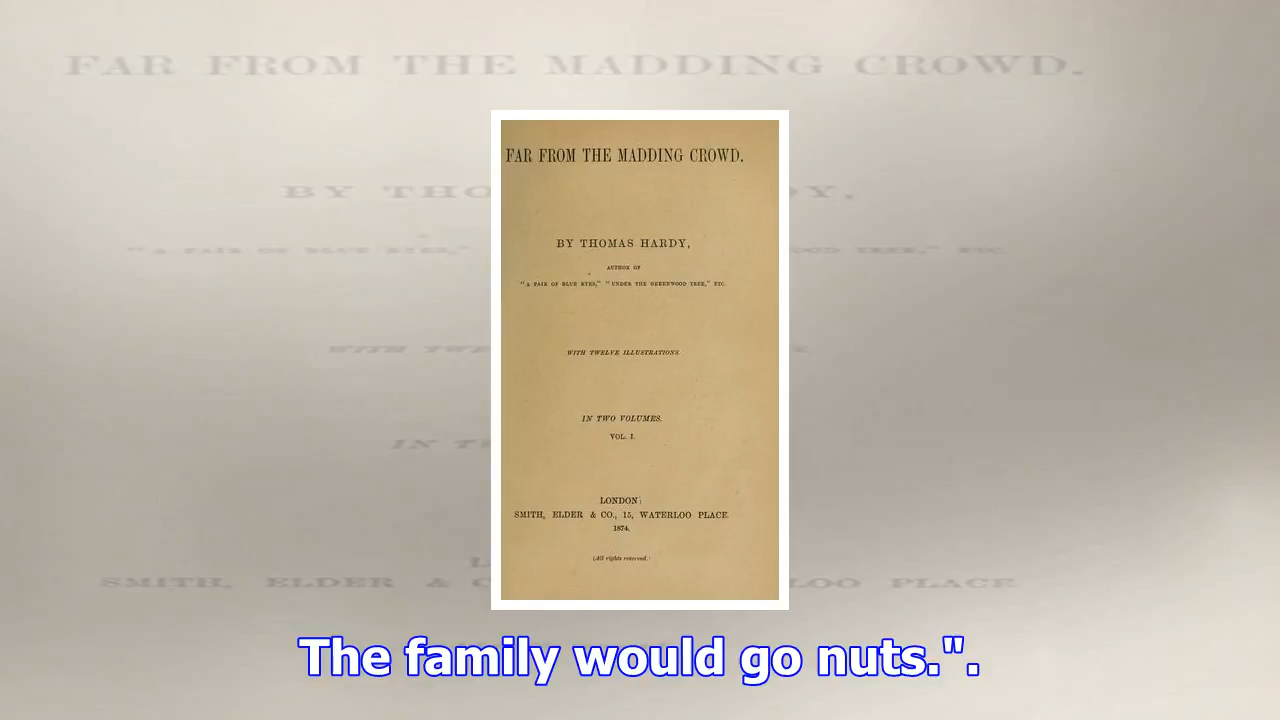 FAR FROM THE MADDING CROWD.
FAR FROM THE MADDING CROWD.
BY THOMAS HARDY,
AUTHOR OF
"A PAIR OF BLUE EYES," "UNDER THE GREENWOOD TREE," ETC.
WITH TWELVE ILLUSTRATIONS.
IN TWO VOLUMES.
VOL. I.
LONDON:
SMITH, ELDER & CO., 15, WATERLOO PLACE.
1874.
(All rights reserved.)
The family would go nuts.".